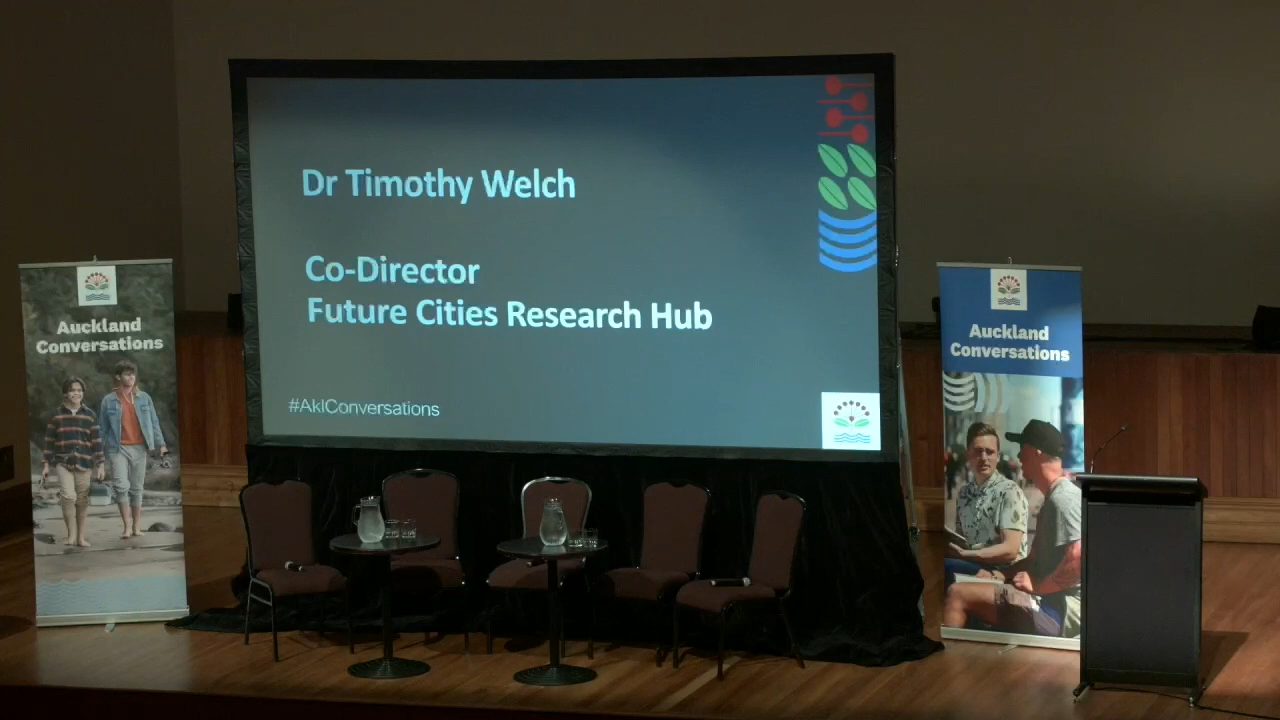 Dr Timothy Welch
Co-Director
Future Cities Research Hub
#AklConversations
Auckland
Conversations
Auckland
Conversations